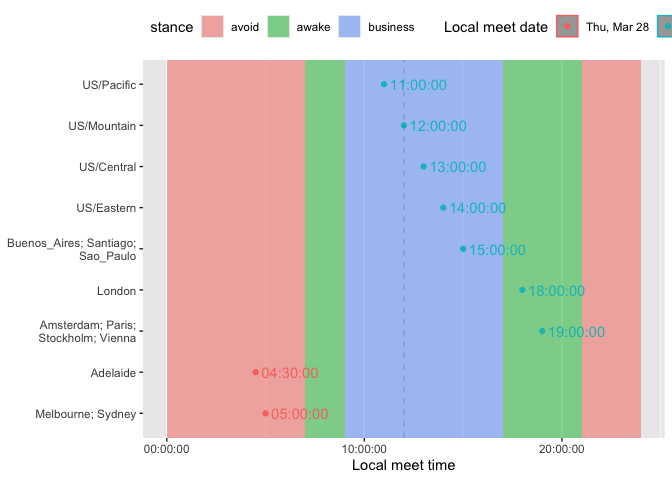 stance avoid awake business Local meet date Thu, Mar 28
US/Pacific 11:00:00
US/Mountain 12:00:00
US/Central 13:00:00
US/Eastern 14:00:00
Buenos_Aires; Santiago;
Sao_Paulo 15:00:00
London 18:00:00
Amsterdam; Paris;
Stockholm; Vienna 19:00:00
Adelaide 04:30:00
Melbourne; Sydney 05:00:00
00:00:00 10:00:00 20:00:00
Local meet time